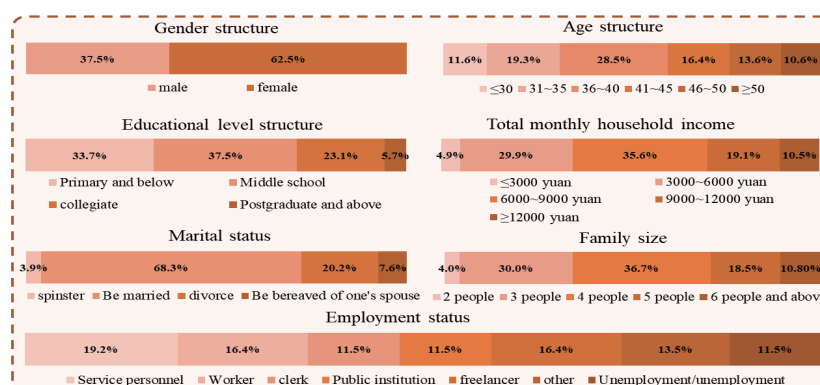 Gender structure
37.5% 62.5%
male female
Age structure
11.6% 19.3% 28.5% 16.4% 13.6% 10.6%
≤30 31~35 36~40 41~45 46~50 ≥50
Educational level structure
33.7% 37.5% 23.1% 5.7%
Primary and below Middle school
collegiate Postgraduate and above
Total monthly household income
4.9% 29.9% 35.6% 19.1% 10.5%
≤3000 yuan 3000~6000 yuan
6000~9000 yuan 9000~12000 yuan
≥12000 yuan
Marital status
3.9% 68.3% 20.2% 7.6%
spinster Be married divorce Be bereaved of one's spouse
Family size
4.0% 30.0% 36.7% 18.5% 10.80%
2 people 3 people 4 people 5 people 6 people and above
Employment status
19.2% 16.4% 11.5% 11.5% 16.4% 13.5% 11.5%
Service personnel Worker clerk Public institution freelancer other Unemployment/unemployment